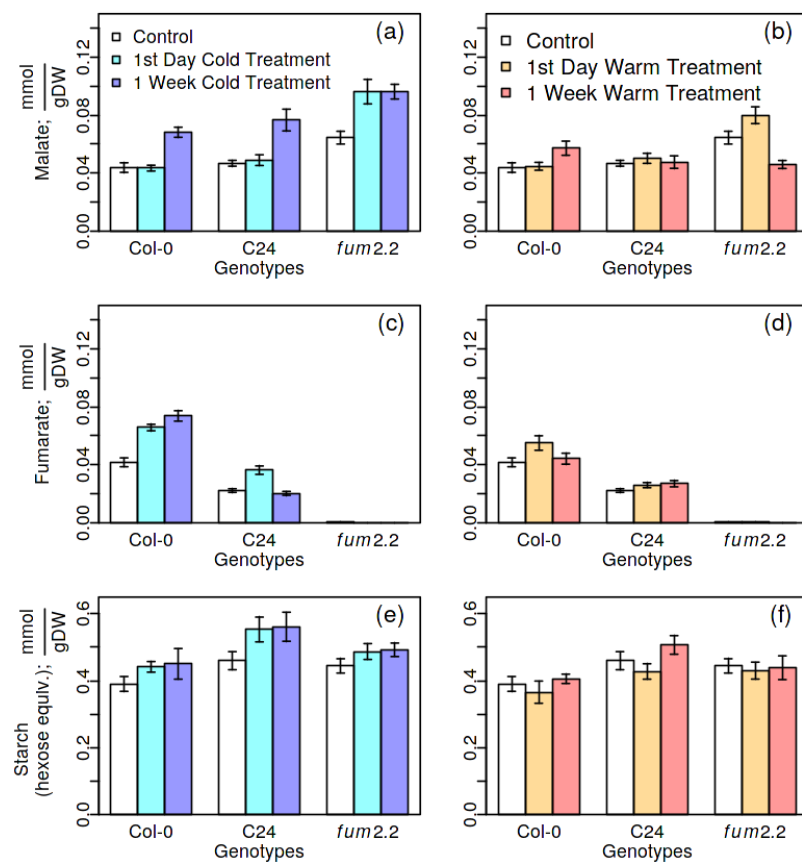 (a)
Control
1st Day Cold Treatment
1 Week Cold Treatment
Malate; mmol
gDW
0.00 0.04 0.08 0.12
Col-0 C24 fum2.2
Genotypes
(b)
Control
1st Day Warm Treatment
1 Week Warm Treatment
0.00 0.04 0.08 0.12
Col-0 C24 fum2.2
Genotypes
(c)
Fumarate; mmol
gDW
0.00 0.04 0.08 0.12
Col-0 C24 fum2.2
Genotypes
(d)
0.00 0.04 0.08 0.12
Col-0 C24 fum2.2
Genotypes
(e)
Starch
(hexose equiv.); mmol
gDW
0.0 0.2 0.4 0.6
Col-0 C24 fum2.2
Genotypes
(f)
0.0 0.2 0.4 0.6
Col-0 C24 fum2.2
Genotypes